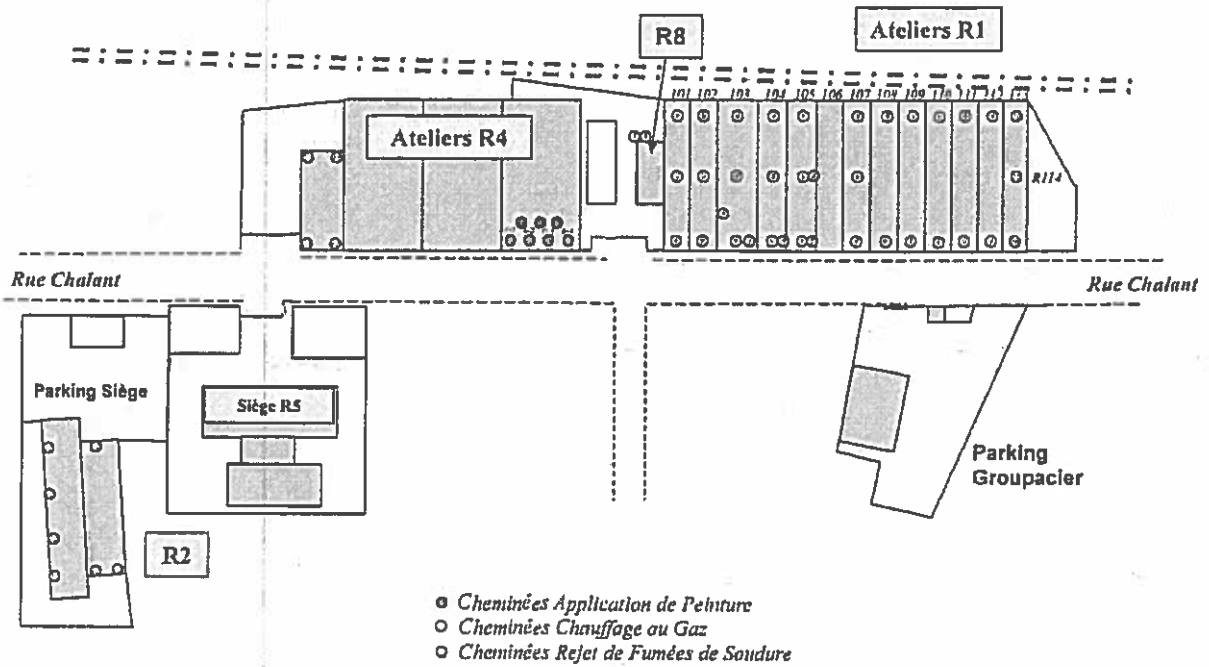 R8
Ateliers R1
101 102 103 104 105 106 107 108 109 110 111 112 113
Ateliers R4
R114
Rue Chalant
Rue Chalant
Parking Siège
Siège R5
Parking
Groupacier
R2
Cheminées Application de Peinture
Cheminées Chauffage au Gaz
Cheminées Rejet de Fumées de Soudure